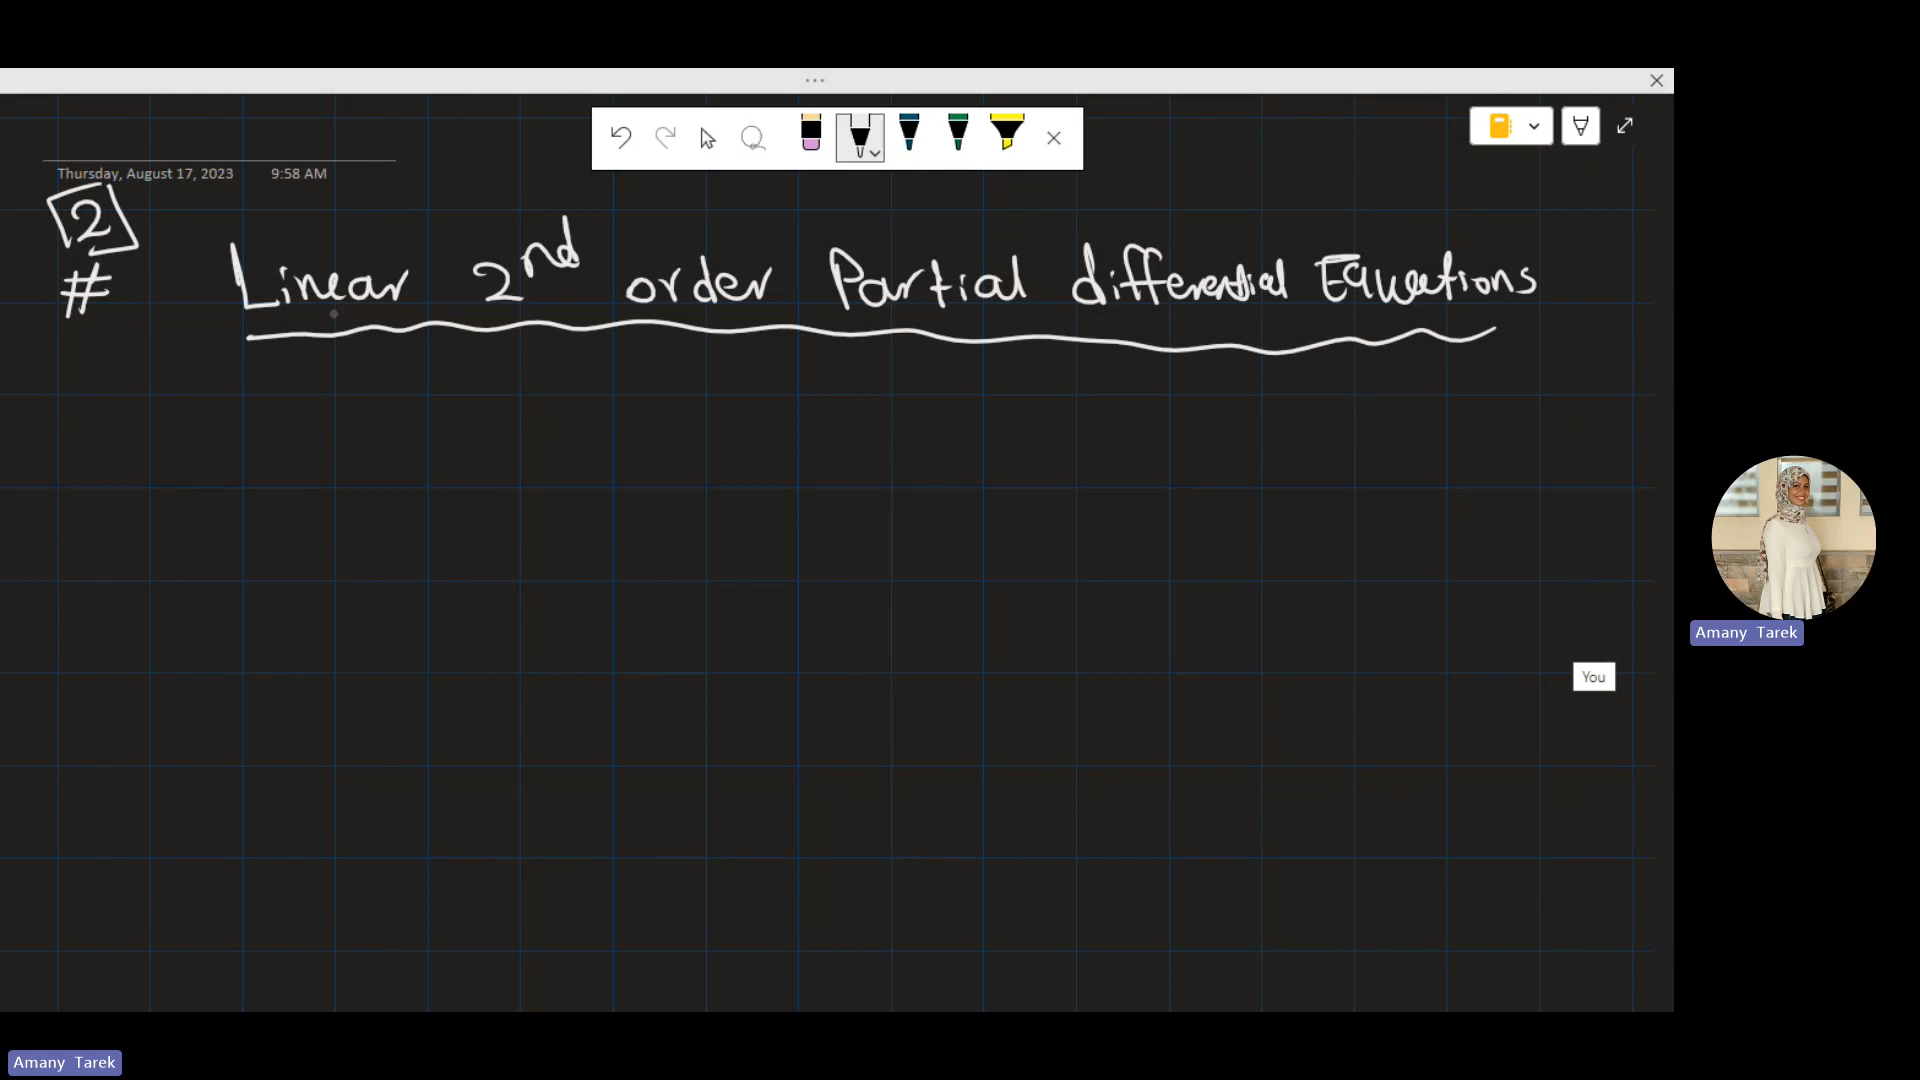 Thursday, August 17, 2023 9:58 AM
2
# Linear 2nd order Partial differential Equations
You
Amany Tarek
Amany Tarek